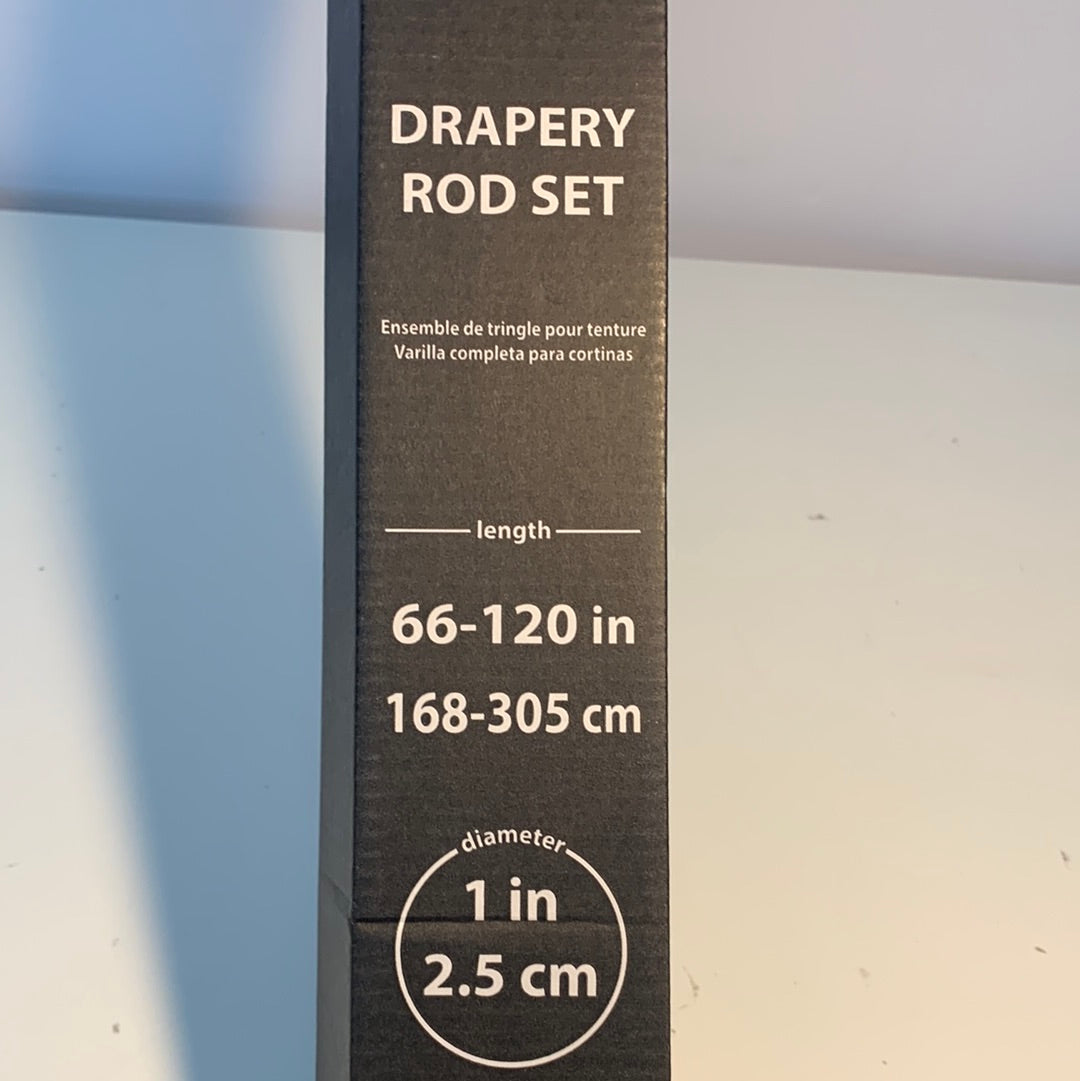 DRAPERY
ROD SET
Ensemble de tringle pour tenture
Varilla completa para cortinas
length
66-120 in
168-305 cm
diameter
1 in
2.5 cm